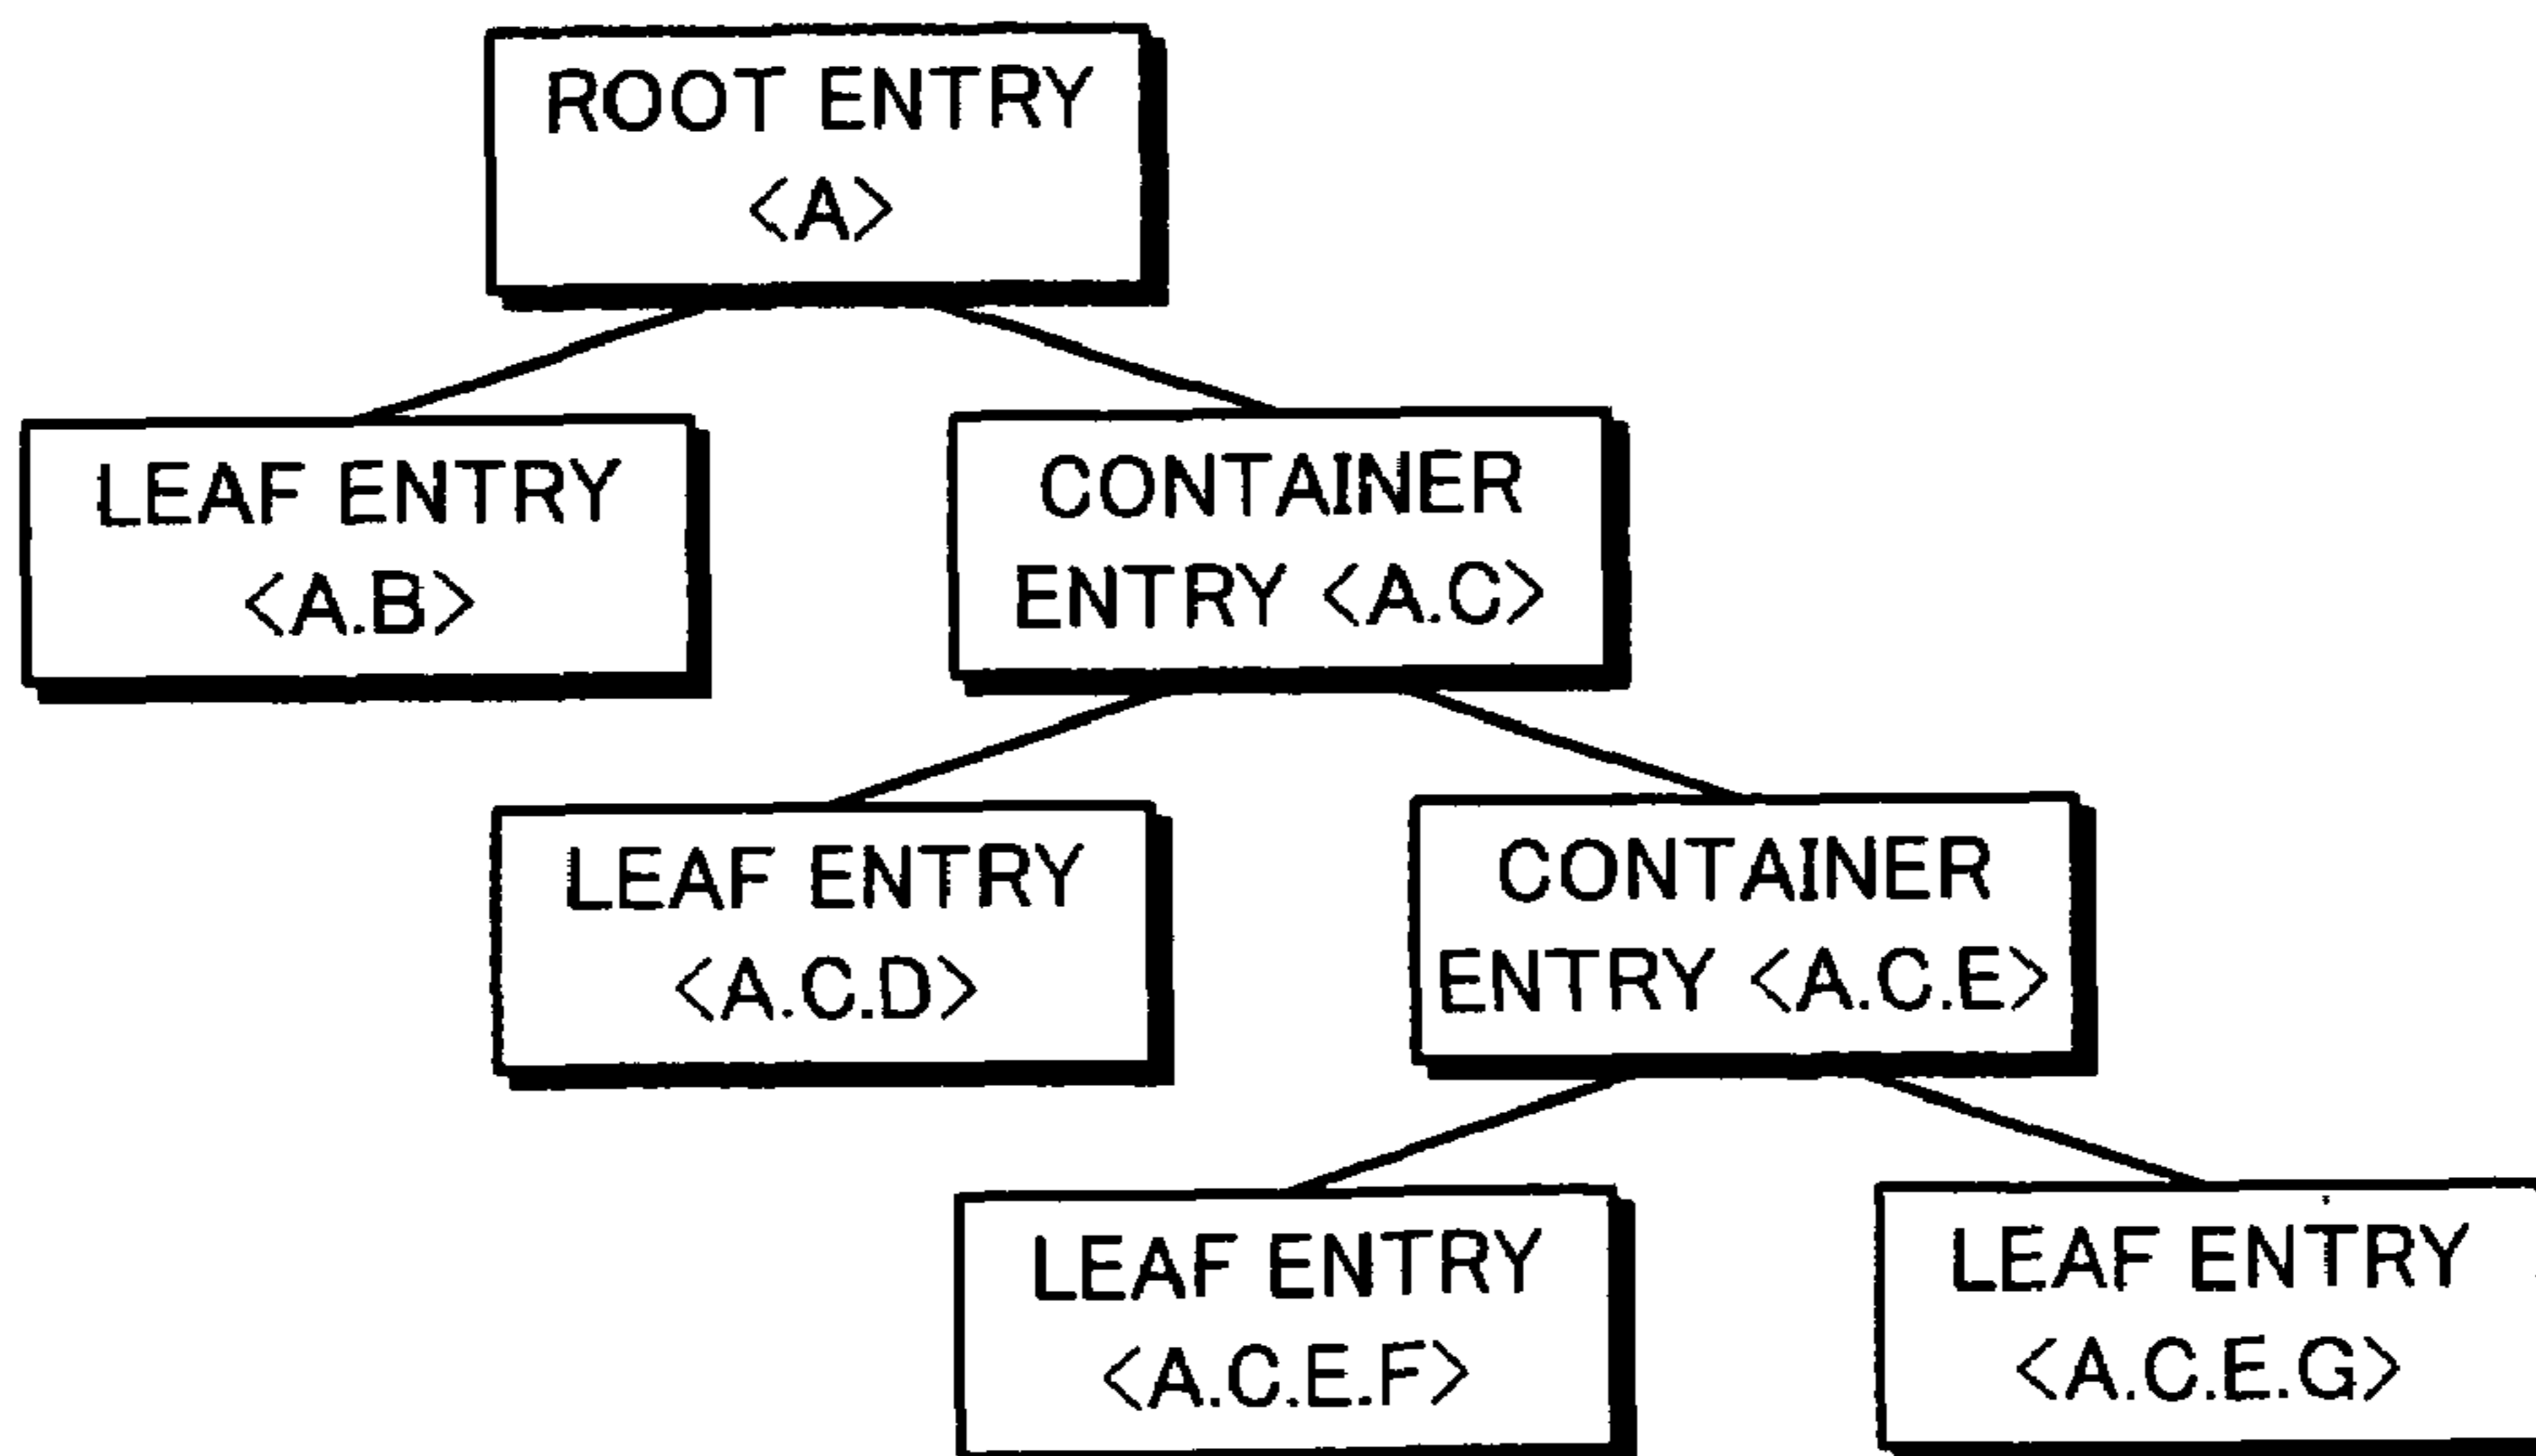 ROOT ENTRY
<A>
LEAF ENTRY
<A.B>
CONTAINER
ENTRY <A.C>
LEAF ENTRY
<A.C.D>
CONTAINER
ENTRY <A.C.E>
LEAF ENTRY
<A.C.E.F>
LEAF ENTRY
<A.C.E.G>